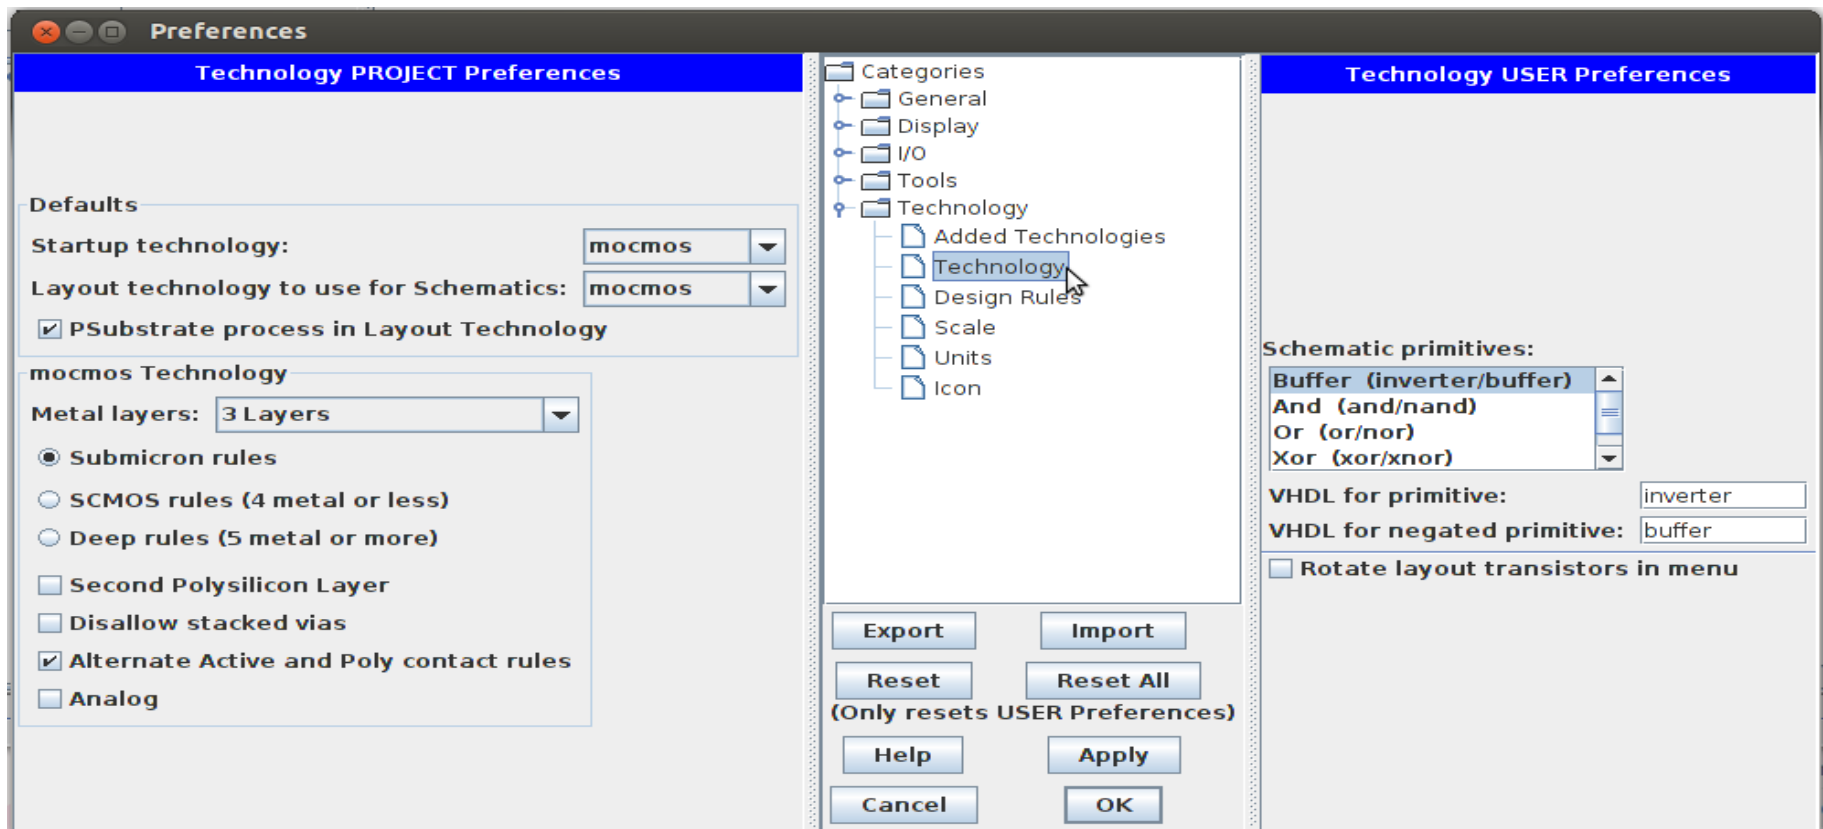 Preferences
Technology PROJECT Preferences
Defaults
Startup technology: mocmos
Layout technology to use for Schematics: mocmos
PSubstrate process in Layout Technology
mocmos Technology
Metal layers: 3 Layers
Submicron rules
SCMOS rules (4 metal or less)
Deep rules (5 metal or more)
Second Polysilicon Layer
Disallow stacked vias
Alternate Active and Poly contact rules
Analog
Categories
General
Display
I/O
Tools
Technology
Added Technologies
Technology
Design Rules
Scale
Units
Icon
Export Import
Reset Reset All
(Only resets USER Preferences)
Help Apply
Cancel OK
Technology USER Preferences
Schematic primitives:
Buffer (inverter/buffer)
And (and/nand)
Or (or/nor)
Xor (xor/xnor)
VHDL for primitive: inverter
VHDL for negated primitive: buffer
Rotate layout transistors in menu